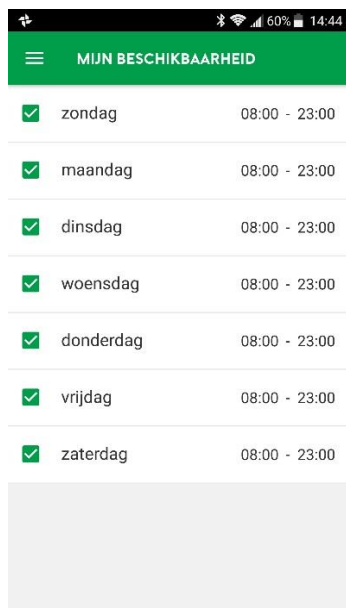 60% 14:44
MIJN BESCHIKBAARHEID
zondag 08:00 - 23:00
maandag 08:00 - 23:00
dinsdag 08:00 - 23:00
woensdag 08:00 - 23:00
donderdag 08:00 - 23:00
vrijdag 08:00 - 23:00
zaterdag 08:00 - 23:00